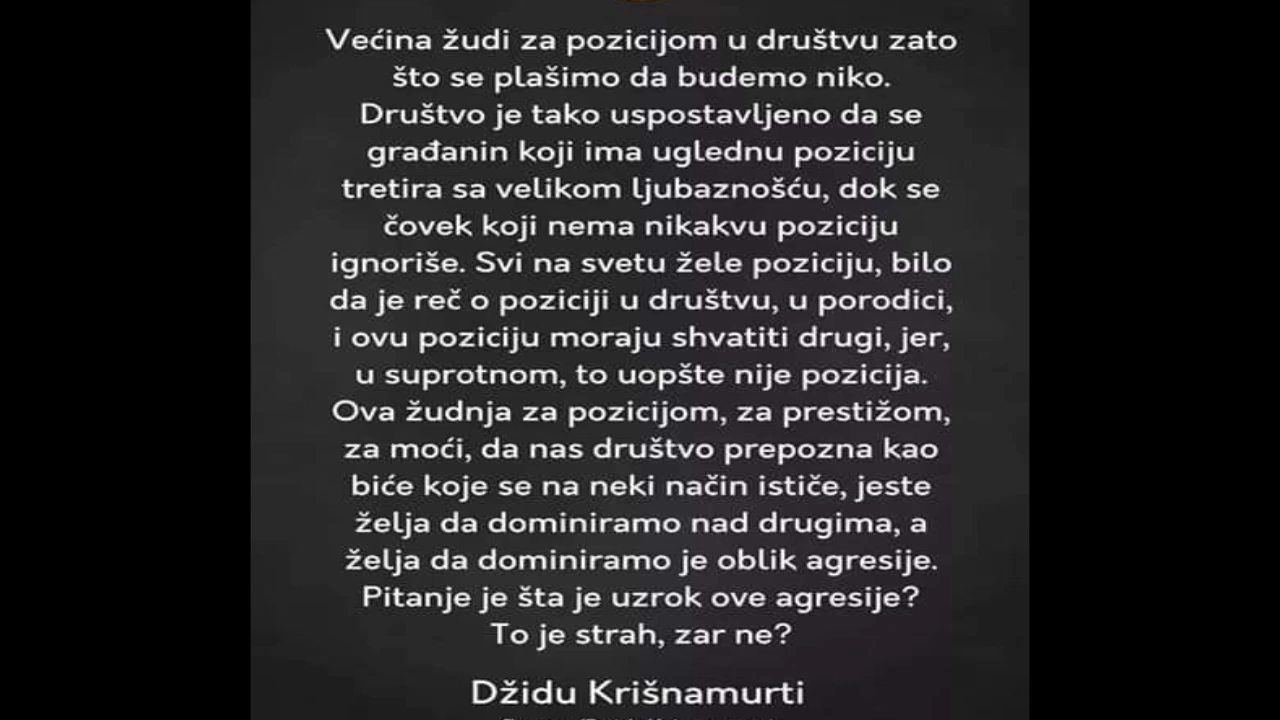 Većina žudi za pozicijom u društvu zato
što se plašimo da budemo niko.
Društvo je tako uspostavljeno da se
građanin koji ima uglednu poziciju
tretira sa velikom ljubaznošću, dok se
čovek koji nema nikakvu poziciju
ignoriše. Svi na svetu žele poziciju, bilo
da je reč o poziciji u društvu, u porodici,
i ovu poziciju moraju shvatiti drugi, jer,
u suprotnom, to uopšte nije pozicija.
Ova žudnja za pozicijom, za prestižom,
za moći, da nas društvo prepozna kao
biće koje se na neki način ističe, jeste
želja da dominiramo nad drugima, a
želja da dominiramo je oblik agresije.
Pitanje je šta je uzrok ove agresije?
To je strah, zar ne?
Džidu Krišnamurti